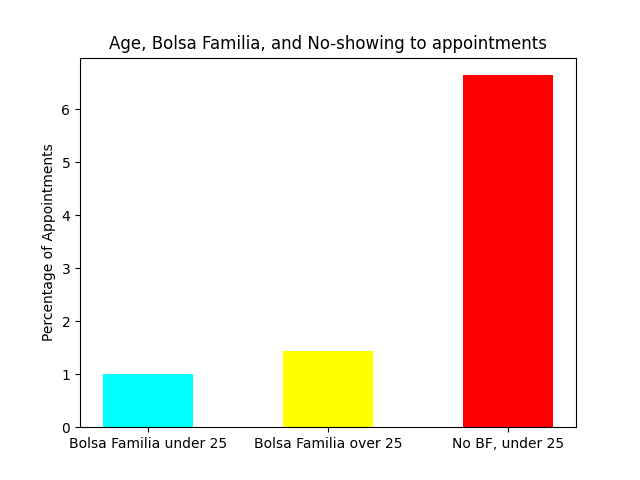 Age, Bolsa Familia, and No-showing to appointments
Percentage of Appointments
6
5
4
3
2
1
0
Bolsa Familia under 25
Bolsa Familia over 25
No BF, under 25